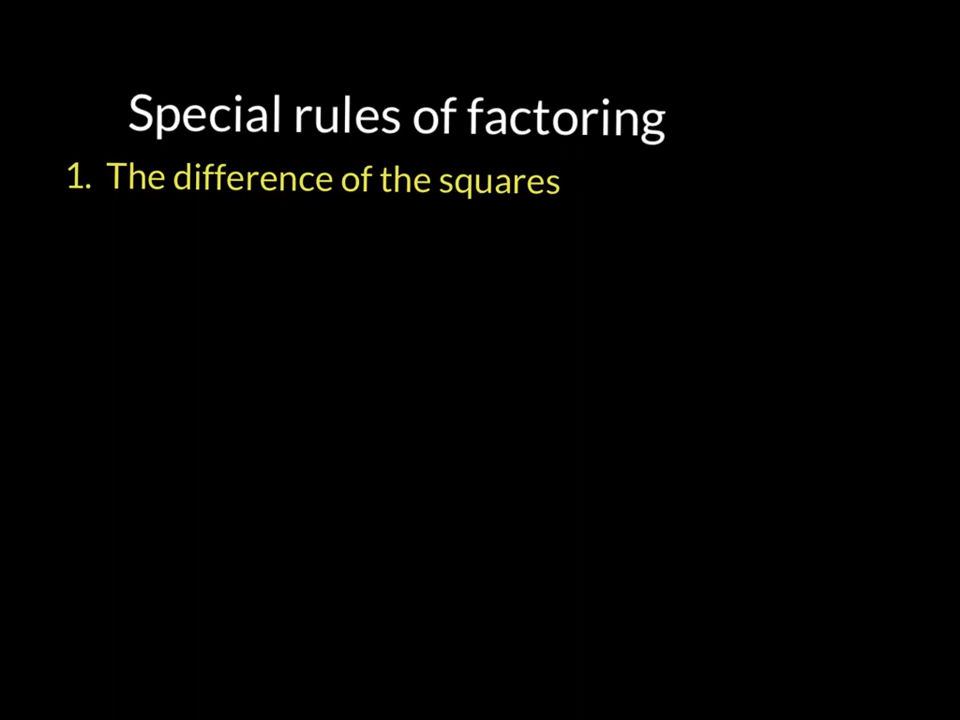 Special rules of factoring
1. The difference of the squares